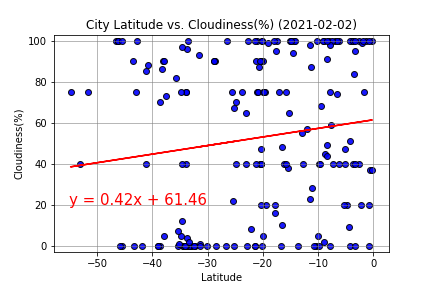 City Latitude vs. Cloudiness(%) (2021-02-02)
100
80
60
40
20
0
Cloudiness(%)
y = 0.42x + 61.46
−50 −40 −30 −20 −10 0
Latitude